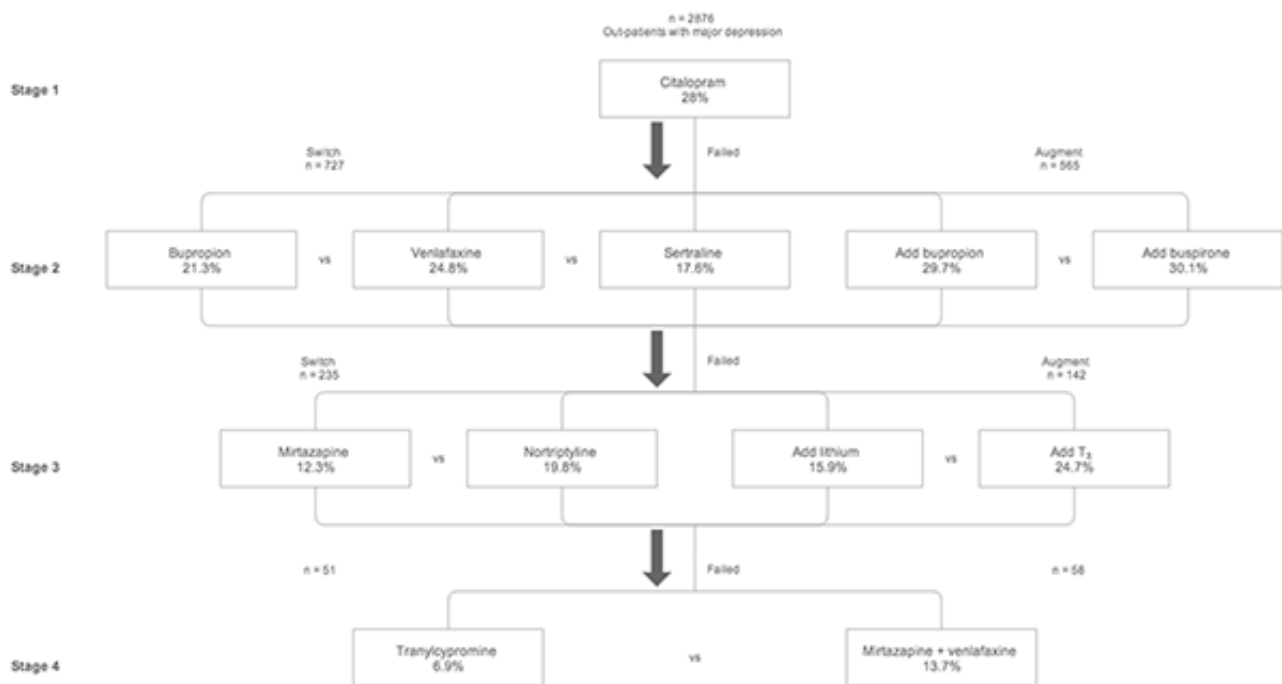 n = 2876
Out-patients with major depression
Stage 1
Citalopram
28%
Switch
n = 727
Failed
Augment
n = 565
Stage 2
Bupropion
21.3%
vs
Venlafaxine
24.8%
vs
Sertraline
17.6%
Add bupropion
29.7%
vs
Add buspirone
30.1%
Switch
n = 235
Failed
Augment
n = 142
Stage 3
Mirtazapine
12.3%
vs
Nortriptyline
19.8%
Add lithium
15.9%
vs
Add T₃
24.7%
n = 51
Failed
n = 58
Stage 4
Tranylcypromine
6.9%
vs
Mirtazapine + venlafaxine
13.7%